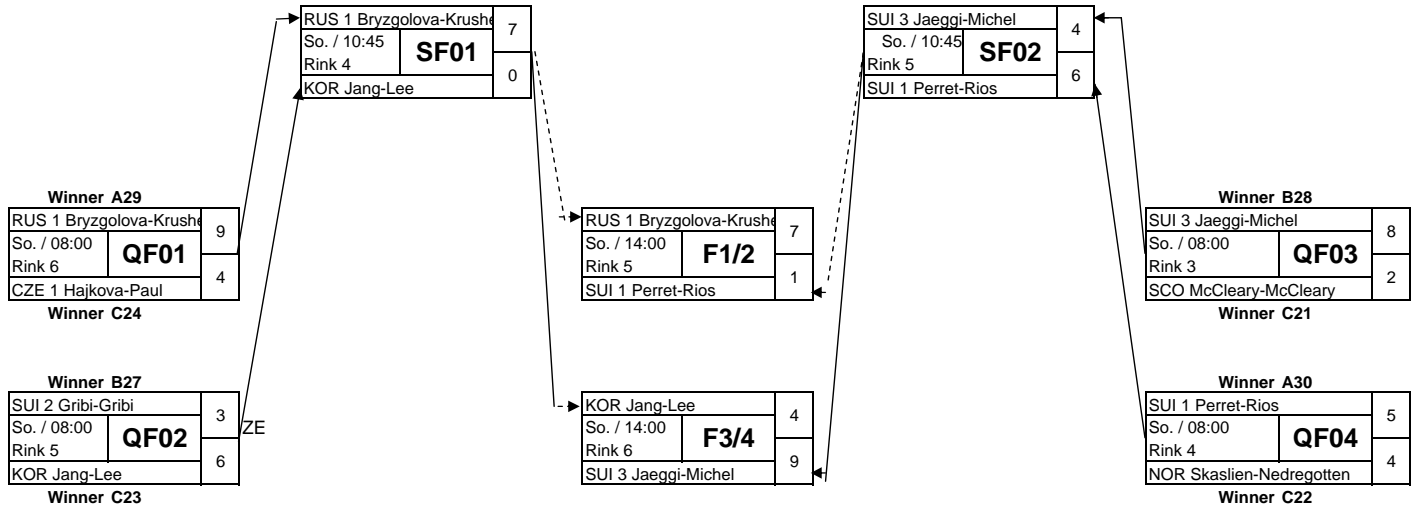 RUS 1 Bryzgolova-Krushe
7
So. / 10:45
Rink 4
SF01
0
KOR Jang-Lee
SUI 3 Jaeggi-Michel
4
So. / 10:45
Rink 5
SF02
6
SUI 1 Perret-Rios
Winner A29
RUS 1 Bryzgolova-Krushe
9
So. / 08:00
Rink 6
QF01
4
CZE 1 Hajkova-Paul
Winner C24
RUS 1 Bryzgolova-Krushe
7
So. / 14:00
Rink 5
F1/2
1
SUI 1 Perret-Rios
Winner B28
SUI 3 Jaeggi-Michel
8
So. / 08:00
Rink 3
QF03
2
SCO McCleary-McCleary
Winner C21
Winner B27
SUI 2 Gribi-Gribi
3
So. / 08:00
Rink 5
QF02
ZE
6
KOR Jang-Lee
Winner C23
KOR Jang-Lee
4
So. / 14:00
Rink 6
F3/4
9
SUI 3 Jaeggi-Michel
Winner A30
SUI 1 Perret-Rios
5
So. / 08:00
Rink 4
QF04
4
NOR Skaslien-Nedregotten
Winner C22